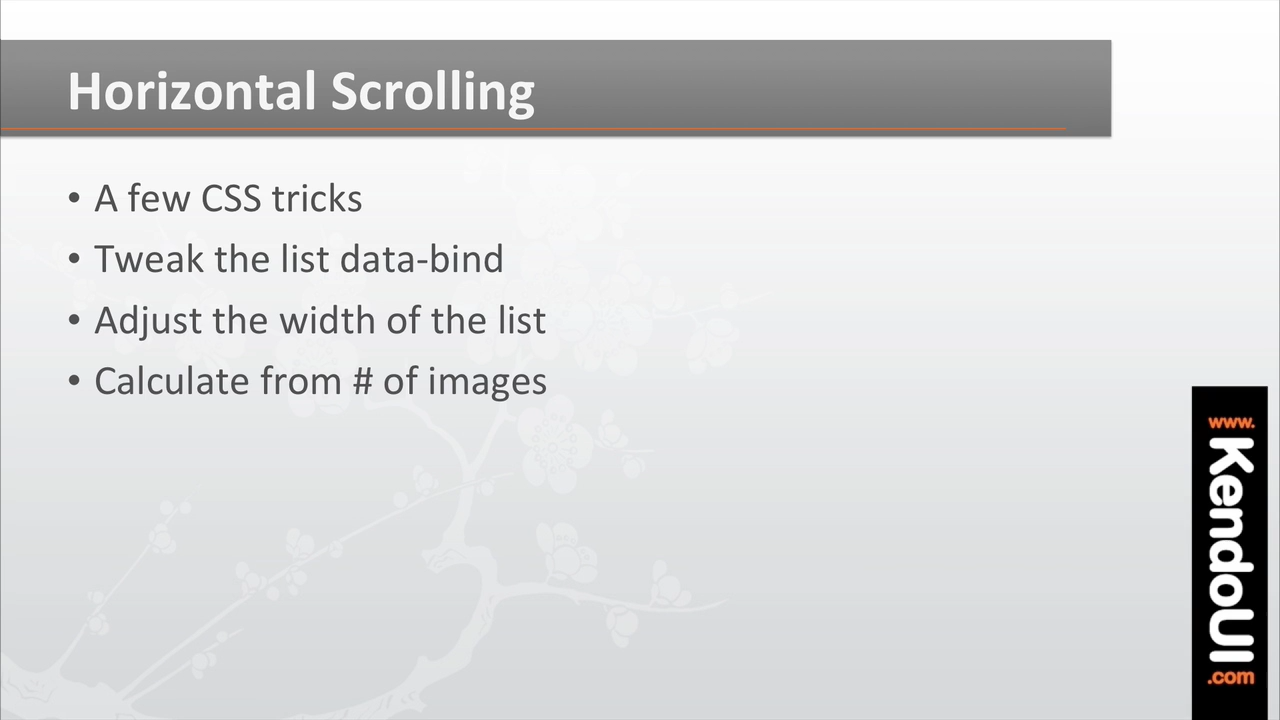 Horizontal Scrolling
• A few CSS tricks
• Tweak the list data-bind
• Adjust the width of the list
• Calculate from # of images
www.
KendoUI
.com